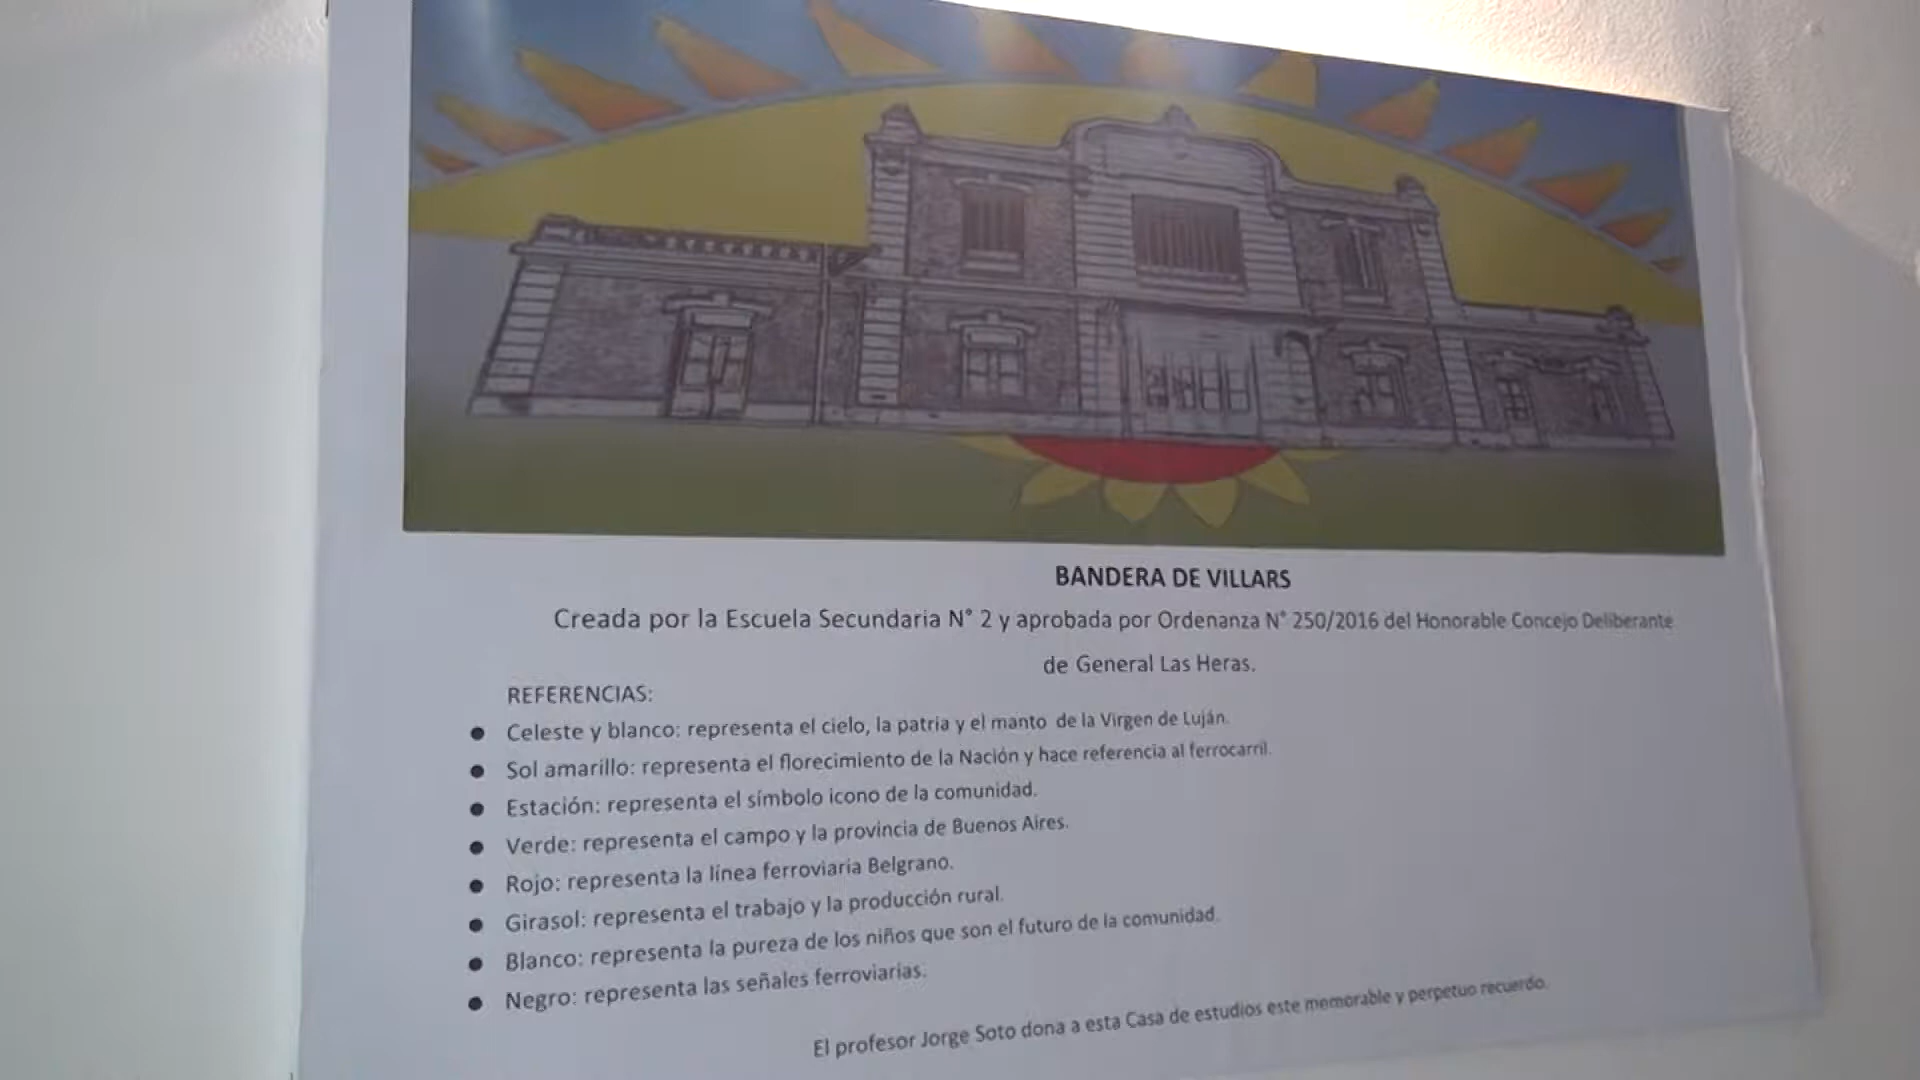 BANDERA DE VILLARS
Creada por la Escuela Secundaria N° 2 y aprobada por Ordenanza N° 250/2016 del Honorable Concejo Deliberante
de General Las Heras.
REFERENCIAS:
● Celeste y blanco: representa el cielo, la patria y el manto de la Virgen de Luján.
● Sol amarillo: representa el florecimiento de la Nación y hace referencia al ferrocarril.
● Estación: representa el símbolo icono de la comunidad.
● Verde: representa el campo y la provincia de Buenos Aires.
● Rojo: representa la línea ferroviaria Belgrano.
● Girasol: representa el trabajo y la producción rural.
● Blanco: representa la pureza de los niños que son el futuro de la comunidad.
● Negro: representa las señales ferroviarias.
El profesor Jorge Soto dona a esta Casa de estudios este memorable y perpetuo recuerdo.